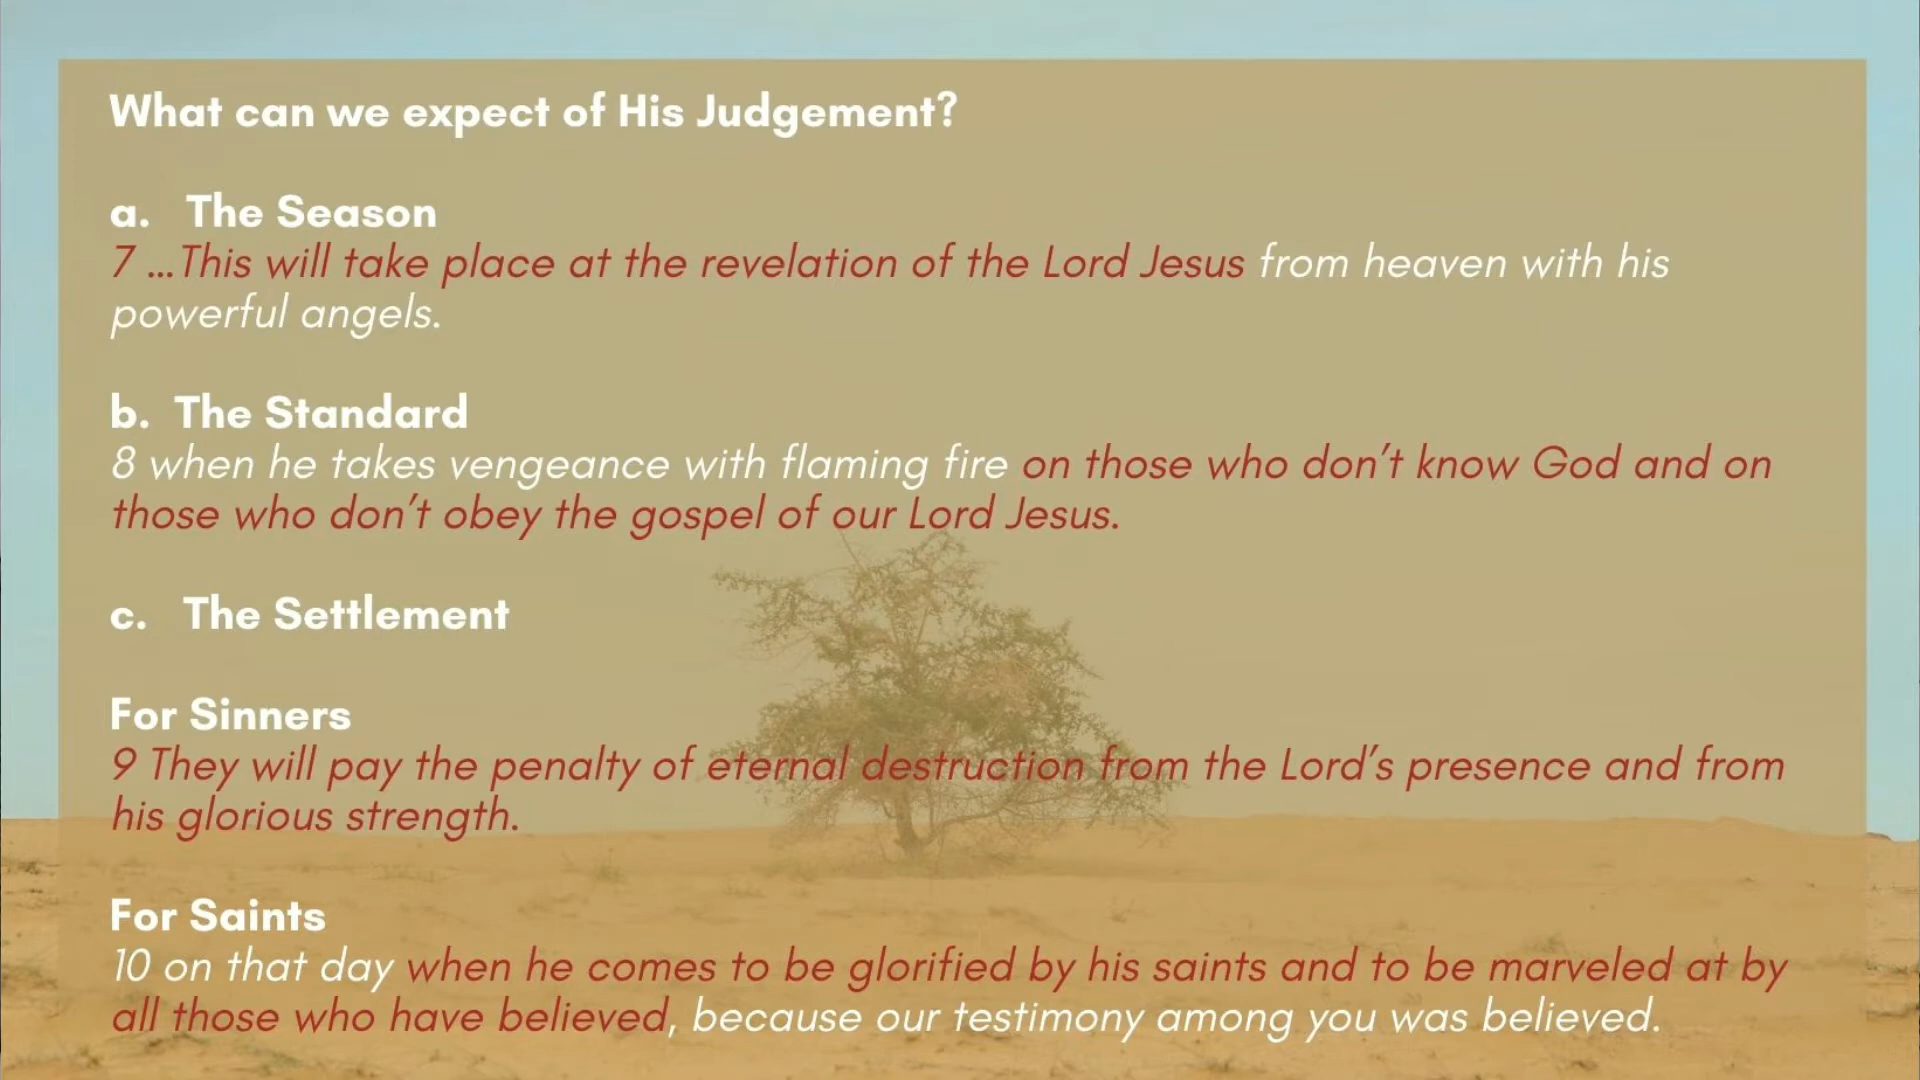 What can we expect of His Judgement?
a. The Season
7 ...This will take place at the revelation of the Lord Jesus from heaven with his
powerful angels.
b. The Standard
8 when he takes vengeance with flaming fire on those who don’t know God and on
those who don’t obey the gospel of our Lord Jesus.
c. The Settlement
For Sinners
9 They will pay the penalty of eternal destruction from the Lord’s presence and from
his glorious strength.
For Saints
10 on that day when he comes to be glorified by his saints and to be marveled at by
all those who have believed, because our testimony among you was believed.